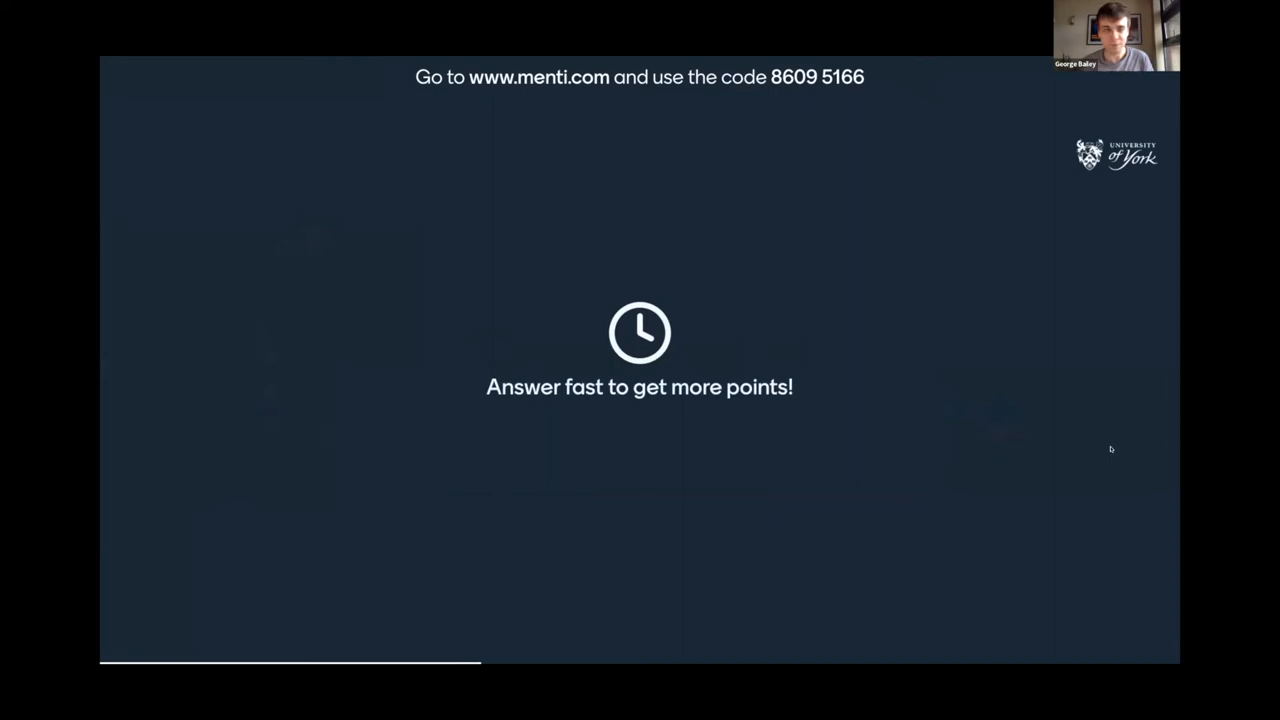 George Bailey
Go to www.menti.com and use the code 8609 5166
UNIVERSITY
of York
Answer fast to get more points!